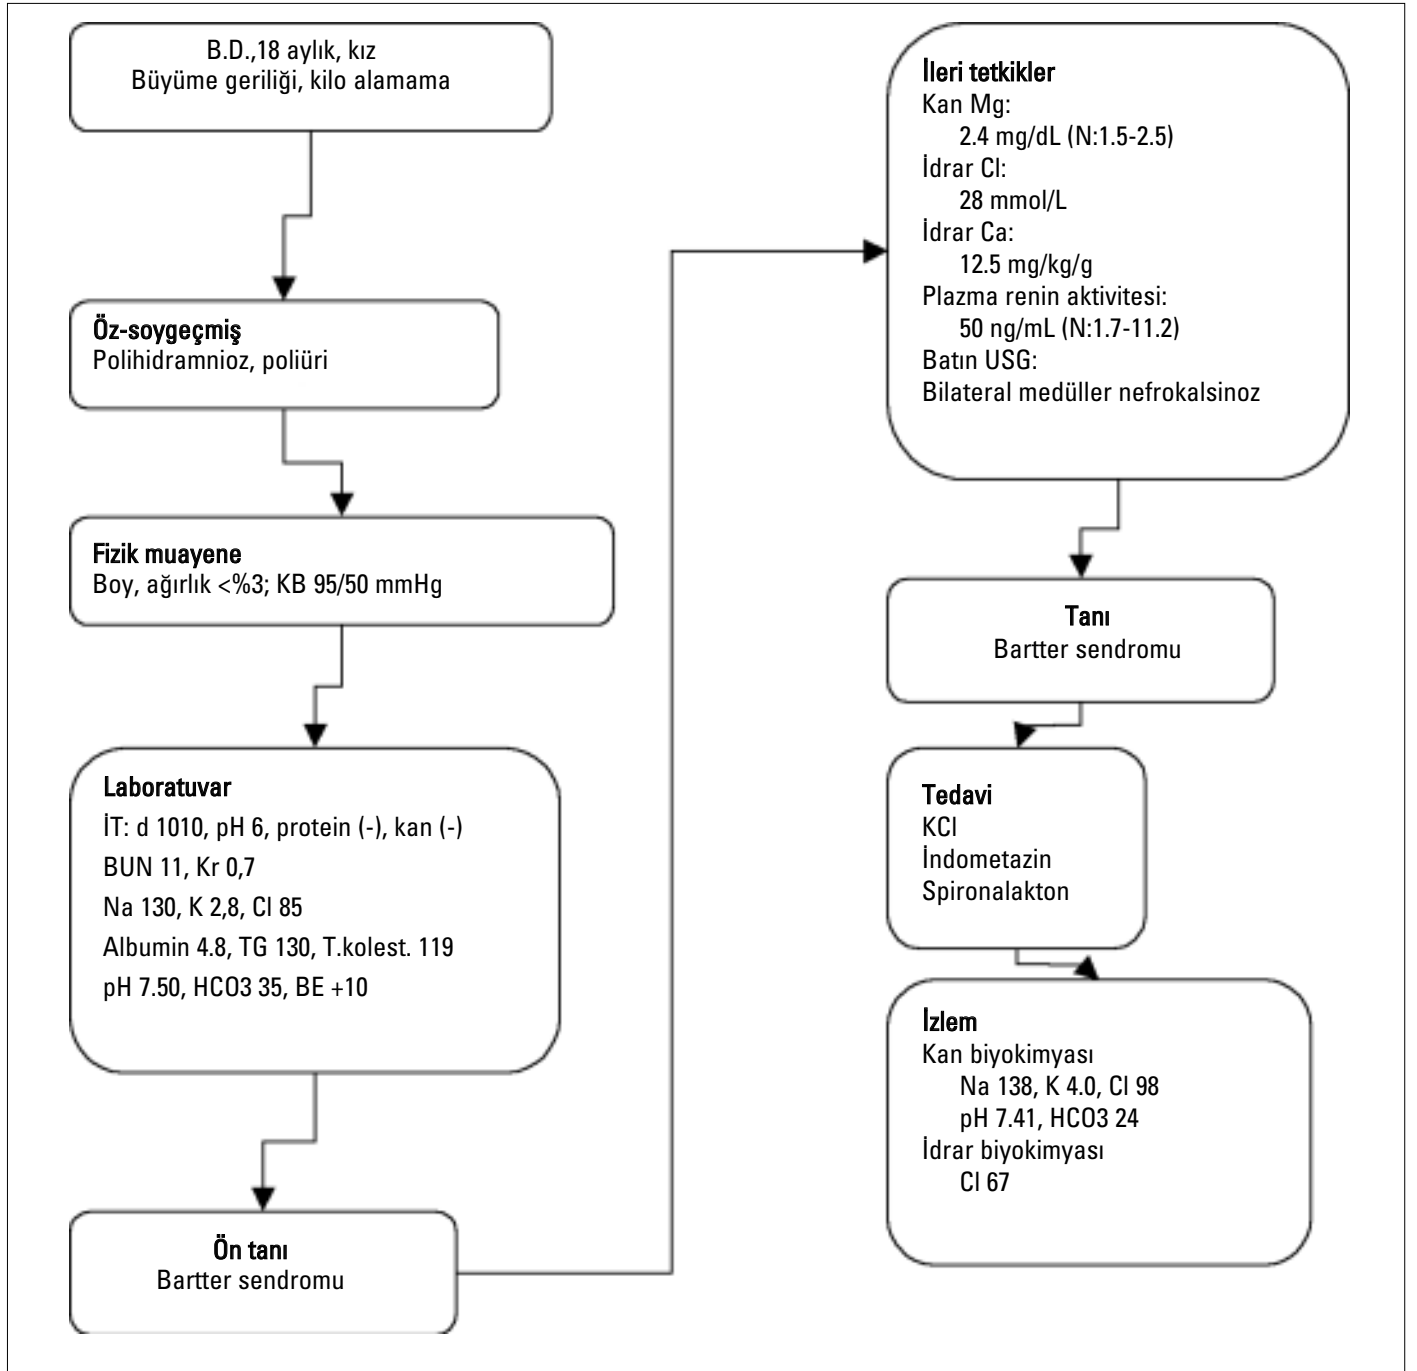 B.D.,18 aylık, kız
Büyüme geriliği, kilo alamama
Öz-soygeçmiş
Polihidramnioz, poliüri
Fizik muayene
Boy, ağırlık <%3; KB 95/50 mmHg
Laboratuvar
İT: d 1010, pH 6, protein (-), kan (-)
BUN 11, Kr 0,7
Na 130, K 2,8, Cl 85
Albumin 4.8, TG 130, T.kolest. 119
pH 7.50, HCO3 35, BE +10
Ön tanı
Bartter sendromu
İleri tetkikler
Kan Mg:
2.4 mg/dL (N:1.5-2.5)
İdrar Cl:
28 mmol/L
İdrar Ca:
12.5 mg/kg/g
Plazma renin aktivitesi:
50 ng/mL (N:1.7-11.2)
Batın USG:
Bilateral medüller nefrokalsinoz
Tanı
Bartter sendromu
Tedavi
KCl
İndometazin
Spironalakton
İzlem
Kan biyokimyası
Na 138, K 4.0, Cl 98
pH 7.41, HCO3 24
İdrar biyokimyası
Cl 67